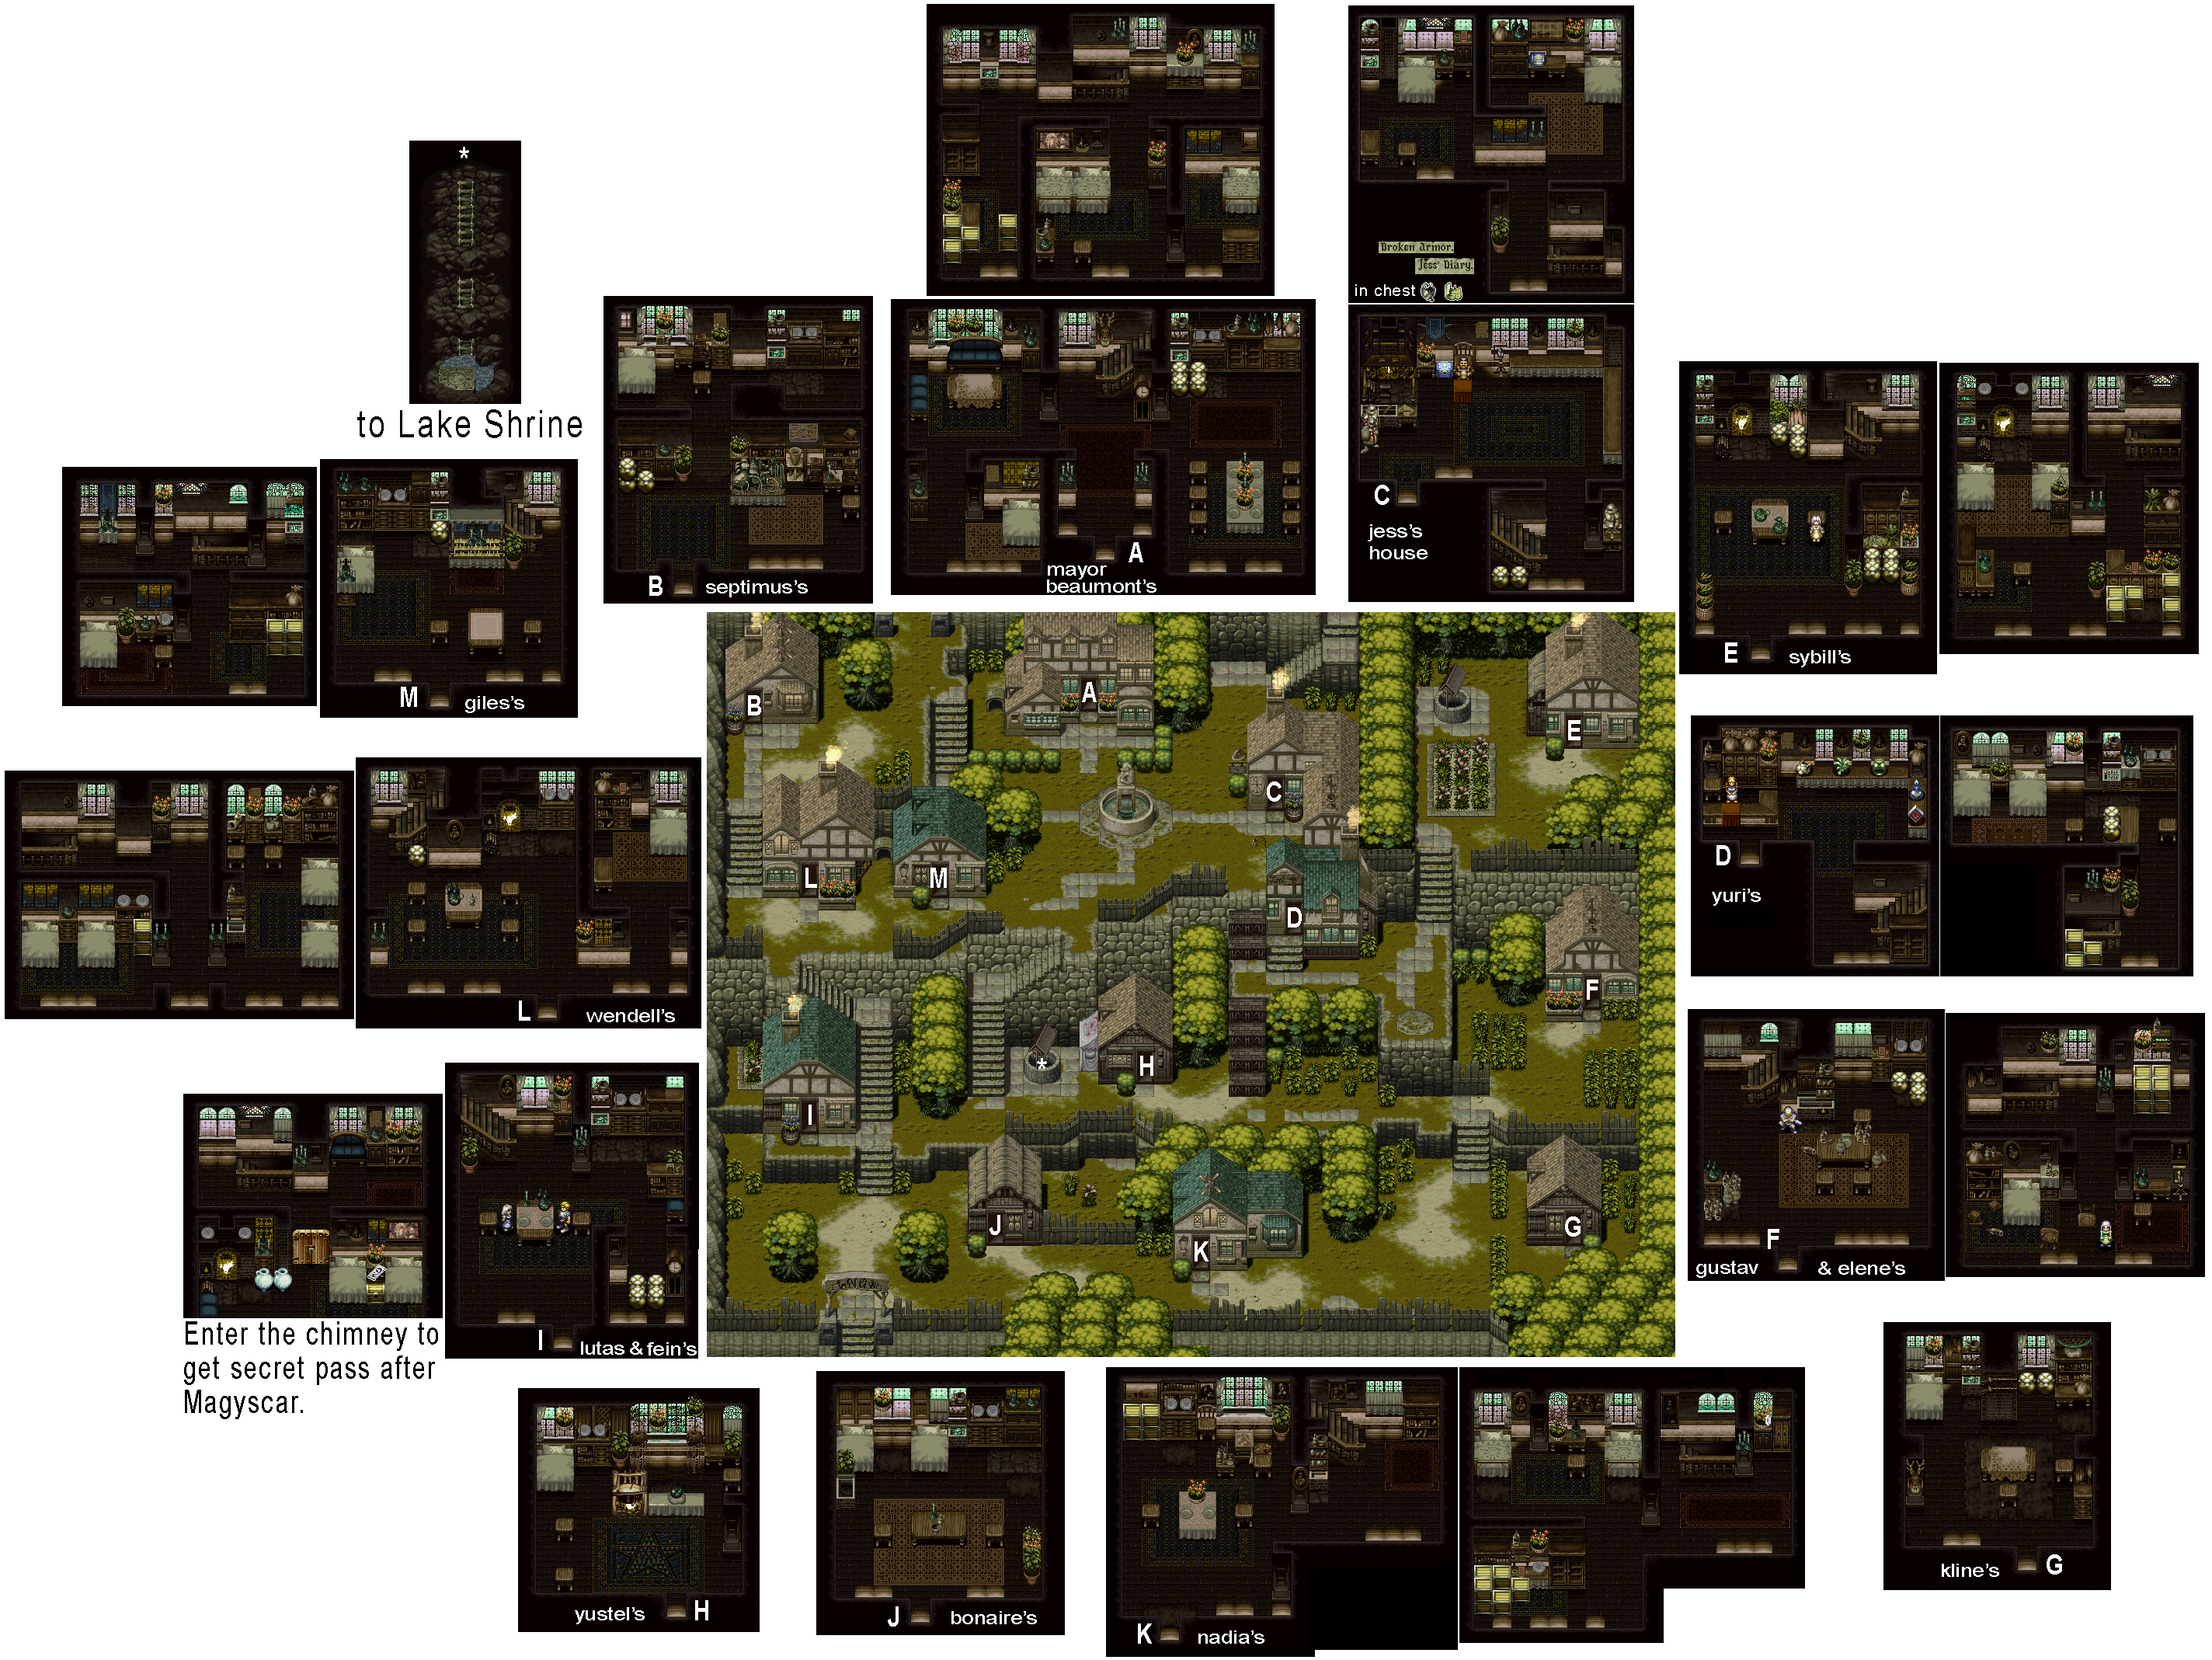 *
to Lake Shrine
Broken Armor.
Jess' Diary.
in chest
B septimus's
A
mayor
beaumont's
C
jess's
house
E sybill's
M giles's
B
A
E
C
L
M
D
F
*
H
I
J
K
G
D
yuri's
L wendell's
F
gustav & elene's
Enter the chimney to
get secret pass after
Magyscar.
I lutas & fein's
yustel's H
J bonaire's
K nadia's
kline's G